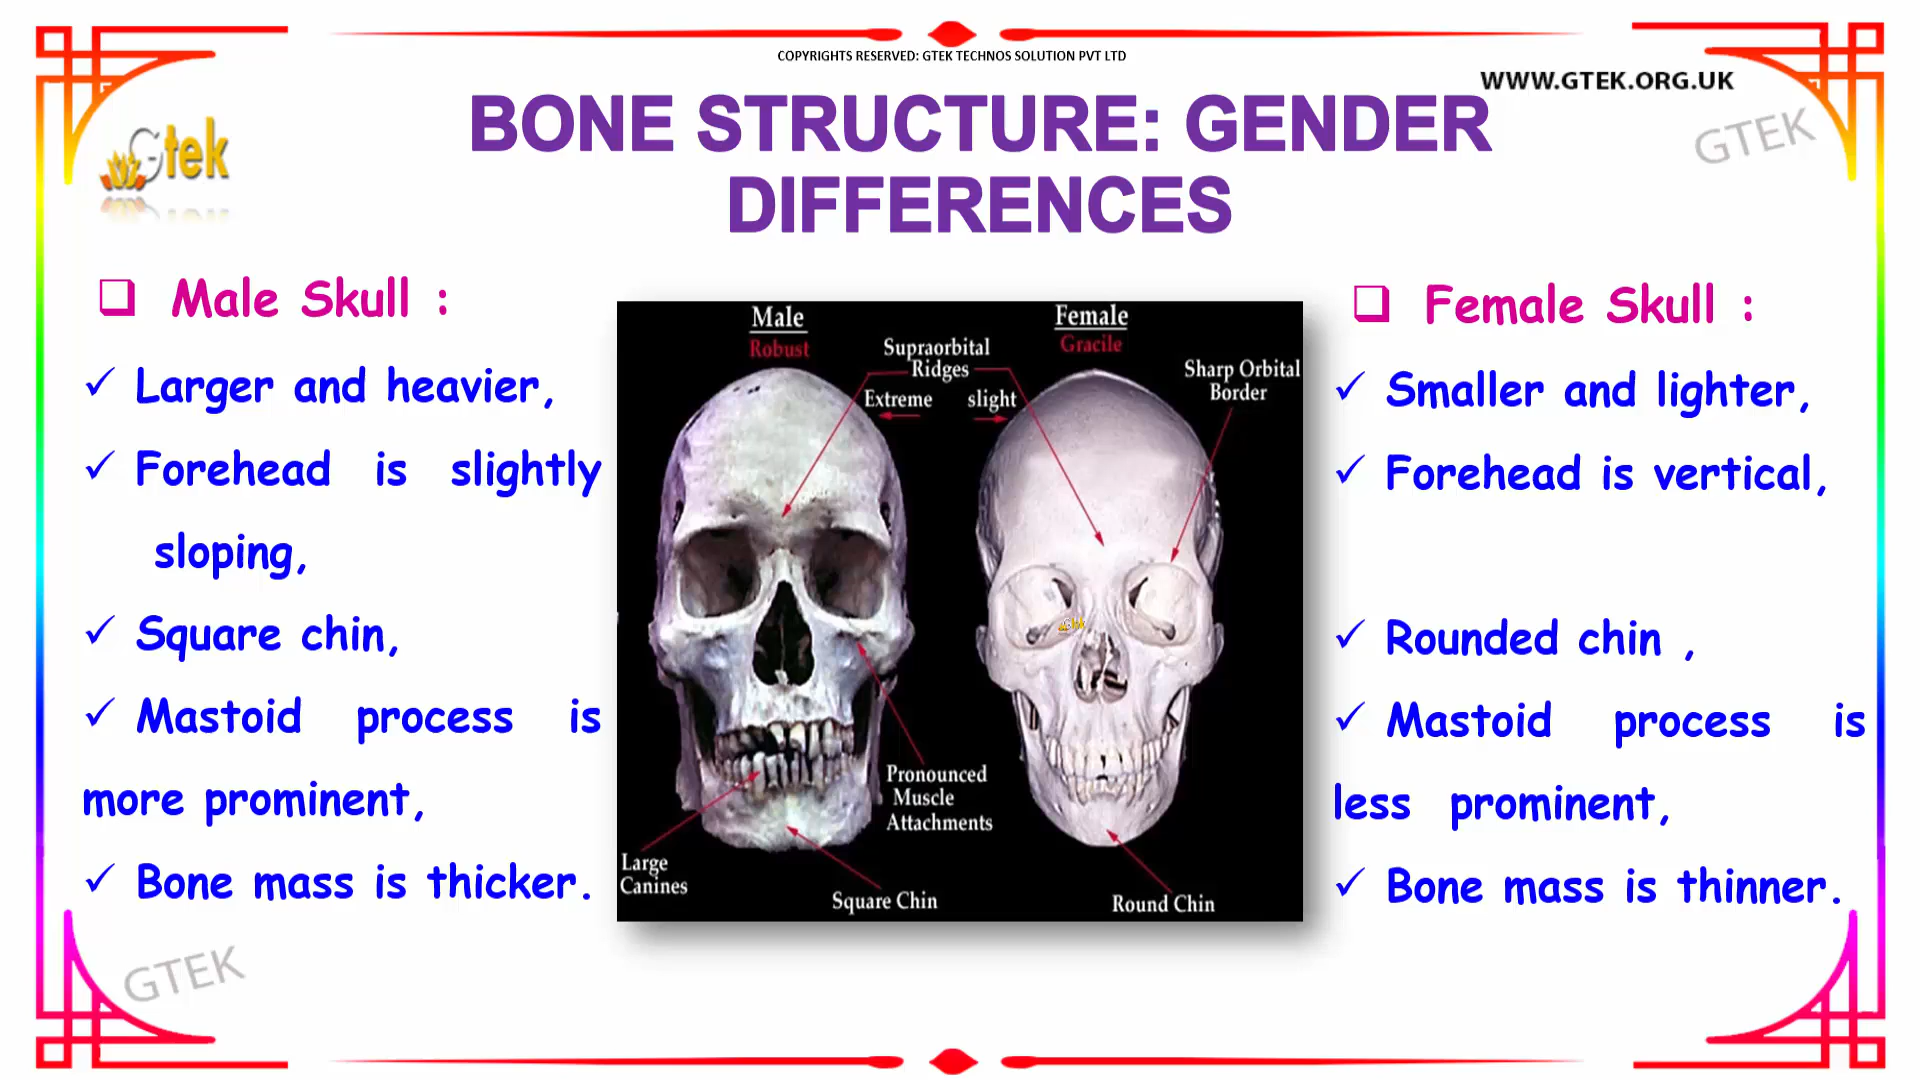 COPYRIGHTS RESERVED: GTEK TECHNOS SOLUTION PVT LTD
WWW.GTEK.ORG.UK
Gtek
GTEK
BONE STRUCTURE: GENDER
DIFFERENCES
Male Skull :
Larger and heavier,
Forehead is slightly
sloping,
Square chin,
Mastoid process is
more prominent,
Bone mass is thicker.
Male
Robust
Female
Gracile
Supraorbital
Ridges
Extreme slight
Sharp Orbital
Border
Gtek
Pronounced
Muscle
Attachments
Large
Canines
Square Chin
Round Chin
Female Skull :
Smaller and lighter,
Forehead is vertical,
Rounded chin ,
Mastoid process is
less prominent,
Bone mass is thinner.
GTEK